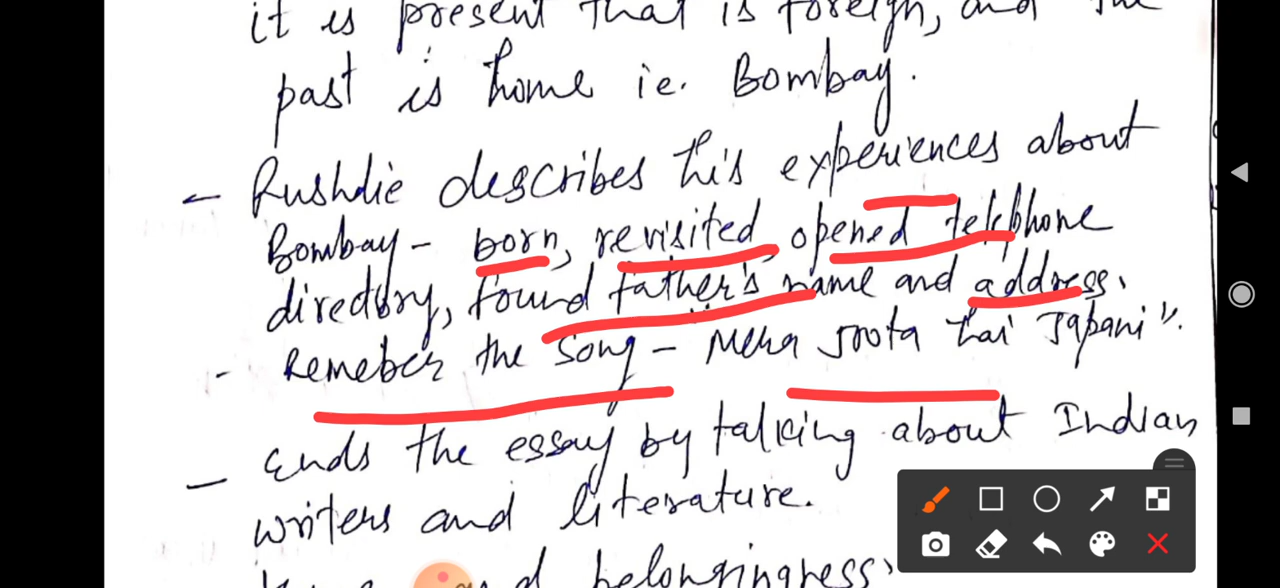 it is present that is foreign, and the
past is home ie. Bombay.
- Rushdie describes his experiences about
Bombay - born, revisited, opened telephone
directory, found father's name and address.
- Remeber the song - Mera Joota hai Japani".
- Ends the essay by talking about Indian
writers and literature.
belongingness,